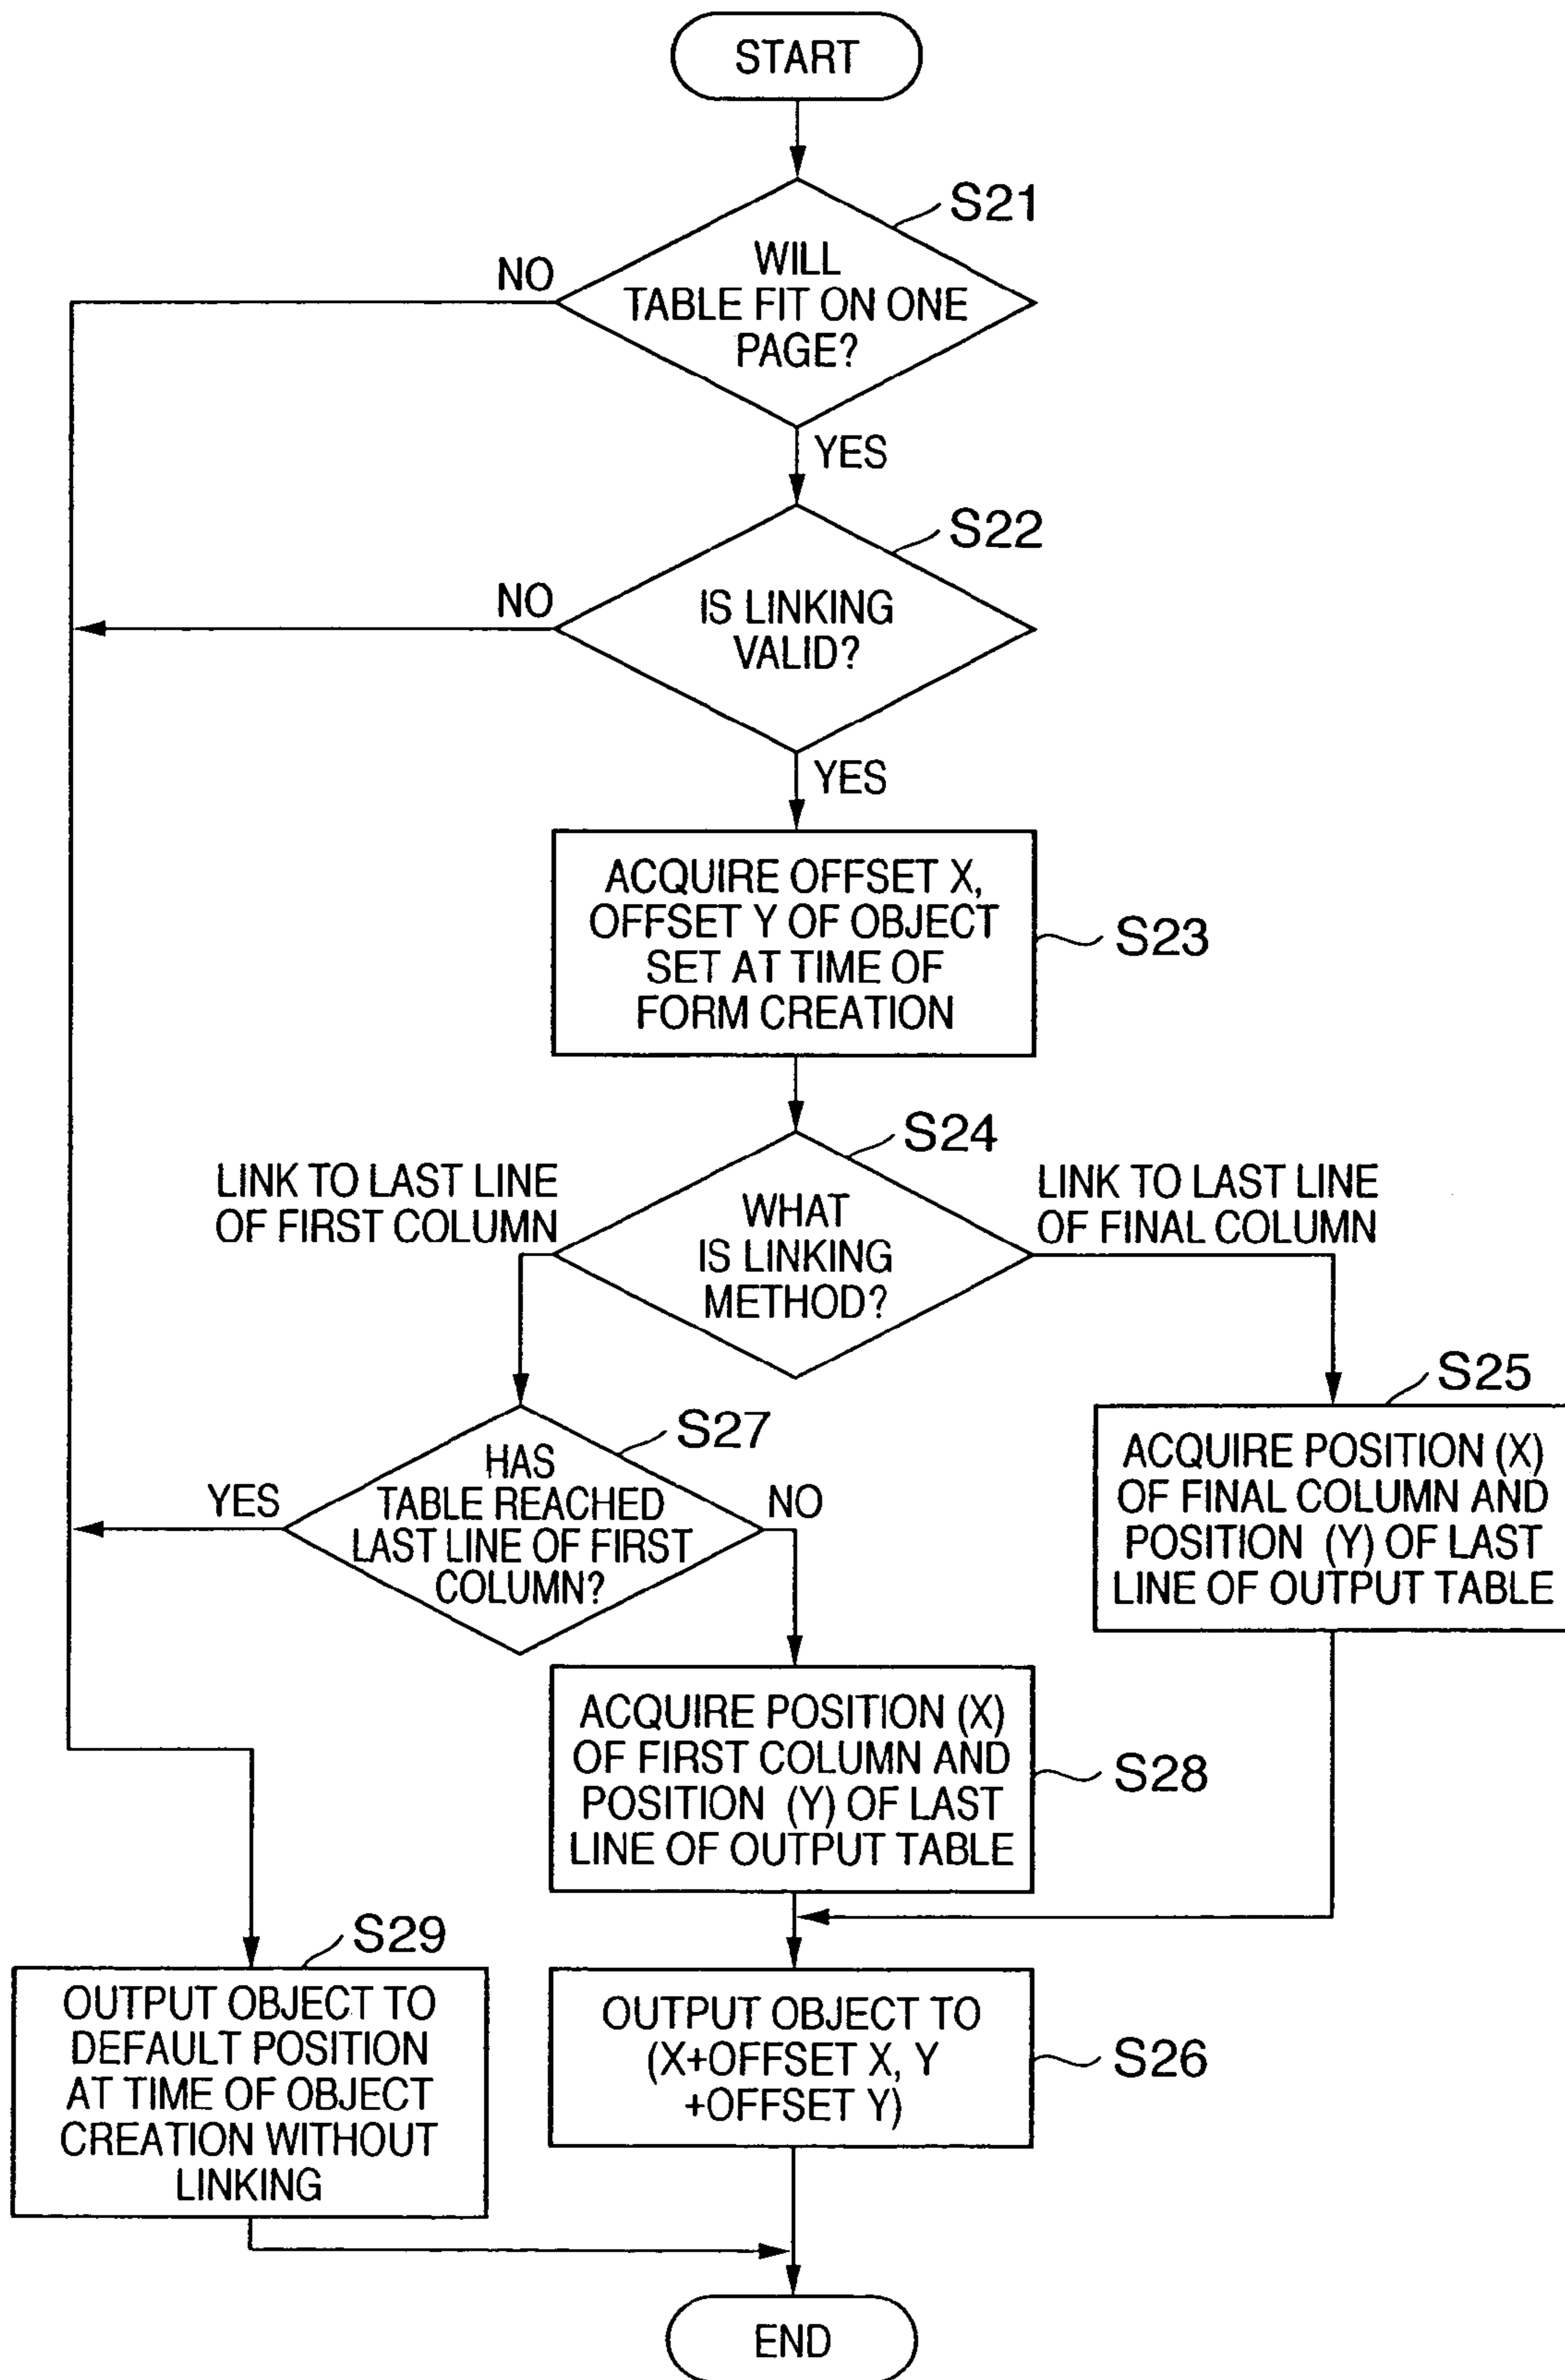 START
S21
NO
WILL
TABLE FIT ON ONE
PAGE?
YES
S22
NO
IS LINKING
VALID?
YES
ACQUIRE OFFSET X,
OFFSET Y OF OBJECT
SET AT TIME OF
FORM CREATION
S23
S24
LINK TO LAST LINE
OF FIRST COLUMN
WHAT
IS LINKING
METHOD?
LINK TO LAST LINE
OF FINAL COLUMN
S25
ACQUIRE POSITION (X)
OF FINAL COLUMN AND
POSITION (Y) OF LAST
LINE OF OUTPUT TABLE
S27
YES
HAS
TABLE REACHED
LAST LINE OF FIRST
COLUMN?
NO
ACQUIRE POSITION (X)
OF FIRST COLUMN AND
POSITION (Y) OF LAST
LINE OF OUTPUT TABLE
S28
S29
OUTPUT OBJECT TO
DEFAULT POSITION
AT TIME OF OBJECT
CREATION WITHOUT
LINKING
OUTPUT OBJECT TO
(X+OFFSET X, Y
+OFFSET Y)
S26
END